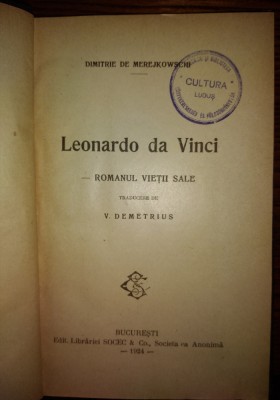 DIMITRIE DE MEREJKOWSCHI
CULTURA
LUDUȘ
Leonardo da Vinci
— ROMANUL VIEȚII SALE
TRADUCERE DE
V. DEMETRIUS
BUCUREȘTI
Edit. Librăriei SOCEC & Co., Societate Anonimă
— 1924 —